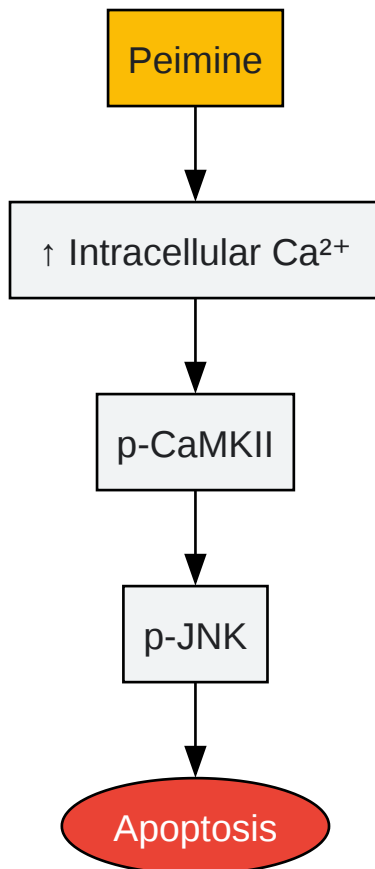 Peimine
↑ Intracellular Ca²⁺
p-CaMKII
p-JNK
Apoptosis